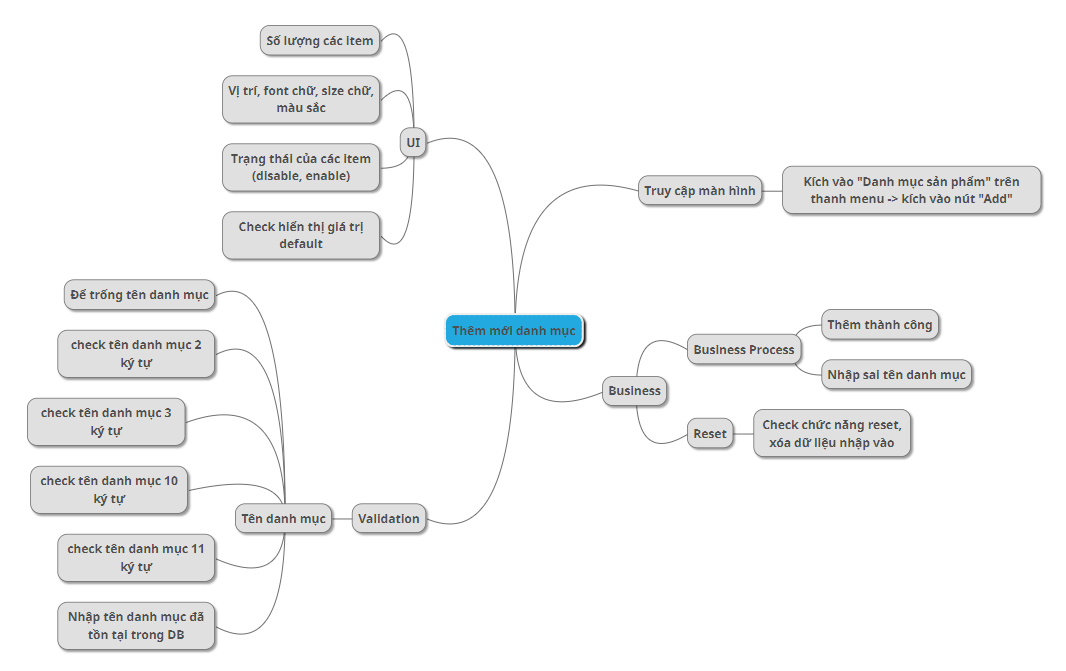 Số lượng các item
Vị trí, font chữ, size chữ,
màu sắc
UI
Trạng thái của các item
(disable, enable)
Check hiển thị giá trị
default
Truy cập màn hình
Kích vào "Danh mục sản phẩm" trên
thanh menu -> kích vào nút "Add"
Thêm mới danh mục
Business
Business Process
Thêm thành công
Nhập sai tên danh mục
Reset
Check chức năng reset,
xóa dữ liệu nhập vào
Validation
Tên danh mục
Để trống tên danh mục
check tên danh mục 2
ký tự
check tên danh mục 3
ký tự
check tên danh mục 10
ký tự
check tên danh mục 11
ký tự
Nhập tên danh mục đã
tồn tại trong DB